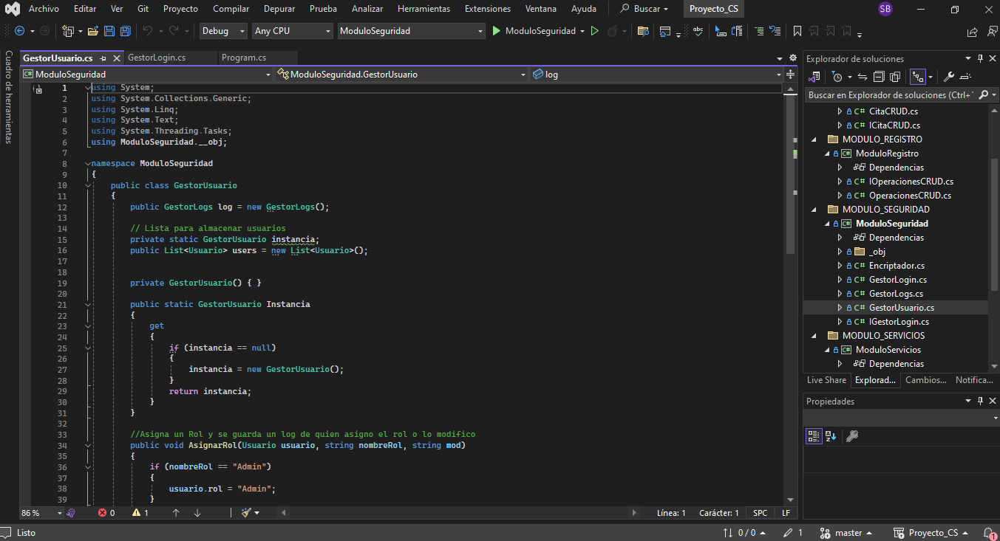 Archivo Editar Ver Git Proyecto Compilar Depurar Prueba Analizar Herramientas Extensiones Ventana Ayuda Buscar Proyecto_CS SB
Debug Any CPU ModuloSeguridad ModuloSeguridad
Cuadro de herramientas
GestorUsuario.cs GestorLogin.cs Program.cs
C# ModuloSeguridad ModuloSeguridad.GestorUsuario log
1 using System;
2 using System.Collections.Generic;
3 using System.Linq;
4 using System.Text;
5 using System.Threading.Tasks;
6 using ModuloSeguridad.__obj;
7
8 namespace ModuloSeguridad
9 {
10 public class GestorUsuario
11 {
12 public GestorLogs log = new GestorLogs();
13
14 // Lista para almacenar usuarios
15 private static GestorUsuario instancia;
16 public List<Usuario> users = new List<Usuario>();
17
18
19 private GestorUsuario() { }
20
21 public static GestorUsuario Instancia
22 {
23 get
24 {
25 if (instancia == null)
26 {
27 instancia = new GestorUsuario();
28 }
29 return instancia;
30 }
31 }
32
33 //Asigna un Rol y se guarda un log de quien asigno el rol o lo modifico
34 public void AsignarRol(Usuario usuario, string nombreRol, string mod)
35 {
36 if (nombreRol == "Admin")
37 {
38 usuario.rol = "Admin";
39 }
86 % 0 1 Línea: 1 Carácter: 1 SPC LF
Explorador de soluciones
Buscar en Explorador de soluciones (Ctrl+
C# CitaCRUD.cs
C# ICitaCRUD.cs
MODULO_REGISTRO
C# ModuloRegistro
Dependencias
C# IOperacionesCRUD.cs
C# OperacionesCRUD.cs
MODULO_SEGURIDAD
C# ModuloSeguridad
Dependencias
_obj
C# Encriptador.cs
C# GestorLogin.cs
C# GestorLogs.cs
C# GestorUsuario.cs
C# IGestorLogin.cs
MODULO_SERVICIOS
C# ModuloServicios
Dependencias
Live Share Explorad... Cambios... Notifica...
Propiedades
Listo 0 / 0 1 master Proyecto_CS 1